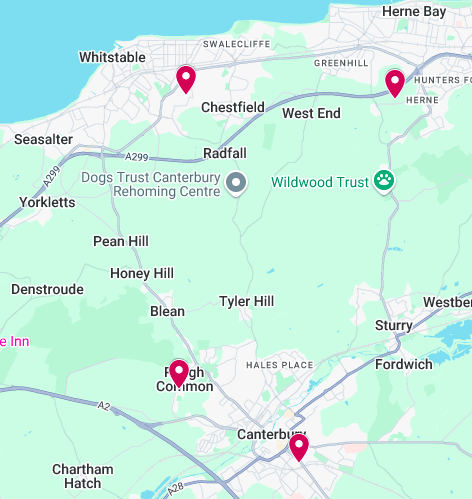 Herne Bay
SWALECLIFFE
Whitstable
GREENHILL
HUNTERS FO
HERNE
Chestfield
West End
Seasalter
A299
Radfall
A299
Dogs Trust Canterbury
Rehoming Centre
Wildwood Trust
Yorkletts
Pean Hill
Honey Hill
Denstroude
Tyler Hill
Blean
Westber
Sturry
e Inn
HALES PLACE
Fordwich
Common
A2
Canterbury
Chartham
Hatch
A28